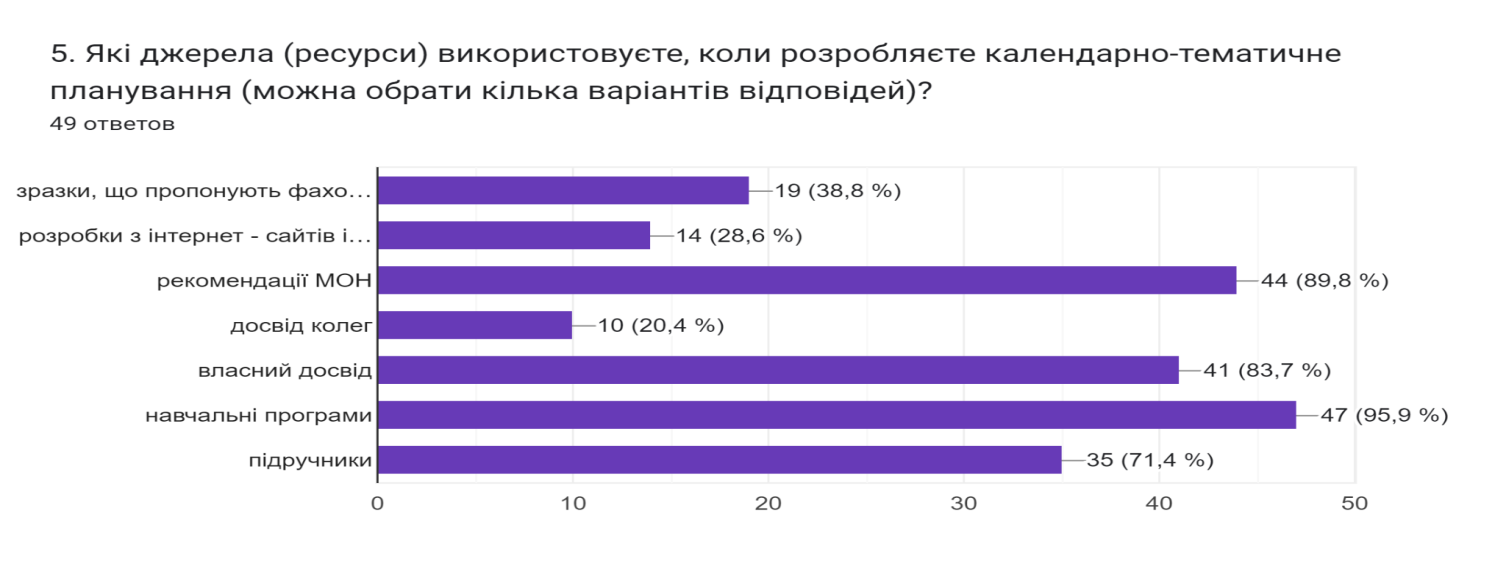 5. Які джерела (ресурси) використовуєте, коли розробляєте календарно-тематичне
планування (можна обрати кілька варіантів відповідей)?
49 ответов
зразки, що пропонують фахо… 19 (38,8 %)
розробки з інтернет - сайтів і… 14 (28,6 %)
рекомендації МОН 44 (89,8 %)
досвід колег 10 (20,4 %)
власний досвід 41 (83,7 %)
навчальні програми 47 (95,9 %)
підручники 35 (71,4 %)
0 10 20 30 40 50